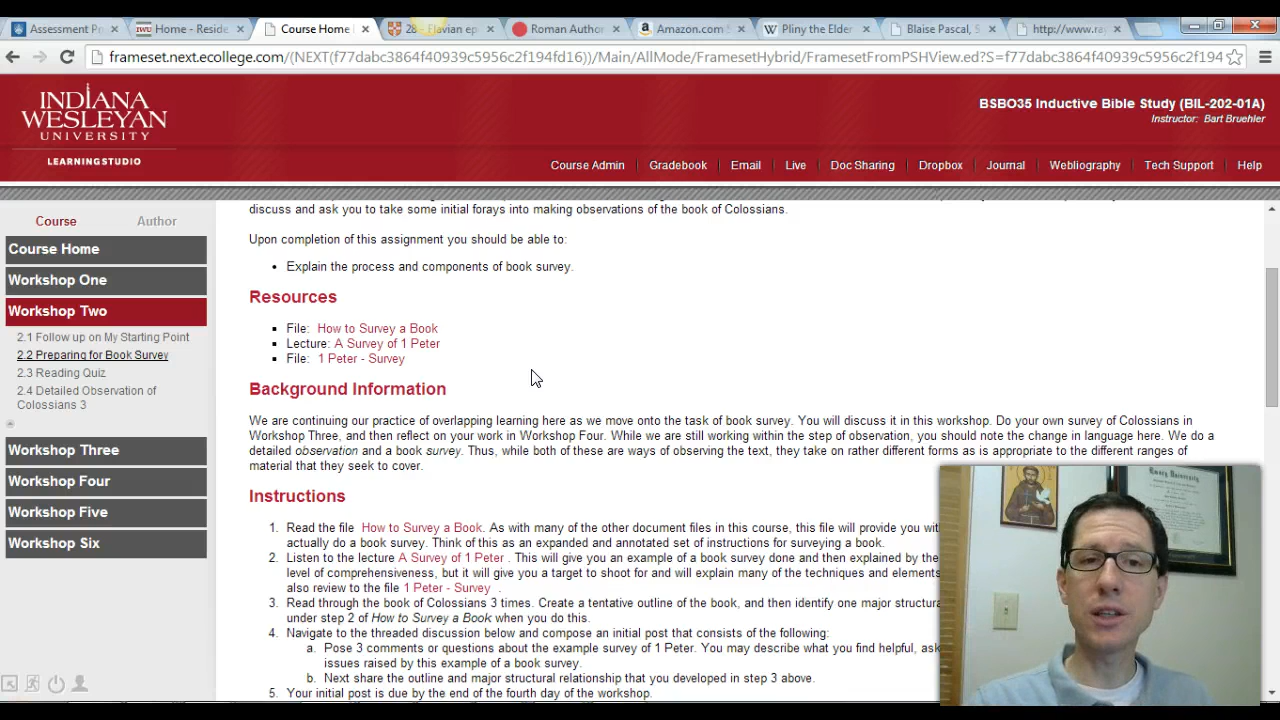 Assessment P
Home - Reside
Course Home
28 - Flavian ep
Roman Author
Amazon.com
Pliny the Elder
Blaise Pascal, 5
http://www.ra
frameset.next.ecollege.com/(NEXT(f77dabc3864f40939c5956c2f194fd16))/Main/AllMode/FramesetHybrid/FramesetFromPSHView.ed?S=f77dabc3864f40939c5956c2f194
INDIANA
WESLEYAN
UNIVERSITY
LEARNINGSTUDIO
BSBO35 Inductive Bible Study (BIL-202-01A)
Instructor: Bart Bruehler
Course Admin
Gradebook
Email
Live
Doc Sharing
Dropbox
Journal
Webliography
Tech Support
Help
Course
Author
Course Home
Workshop One
Workshop Two
2.1 Follow up on My Starting Point
2.2 Preparing for Book Survey
2.3 Reading Quiz
2.4 Detailed Observation of
Colossians 3
Workshop Three
Workshop Four
Workshop Five
Workshop Six
discuss and ask you to take some initial forays into making observations of the book of Colossians.
Upon completion of this assignment you should be able to:
• Explain the process and components of book survey.
Resources
File: How to Survey a Book
Lecture: A Survey of 1 Peter
File: 1 Peter - Survey
Background Information
We are continuing our practice of overlapping learning here as we move onto the task of book survey. You will discuss it in this workshop. Do your own survey of Colossians in
Workshop Three, and then reflect on your work in Workshop Four. While we are still working within the step of observation, you should note the change in language here. We do a
detailed observation and a book survey. Thus, while both of these are ways of observing the text, they take on rather different forms as is appropriate to the different ranges of
material that they seek to cover.
Instructions
1. Read the file How to Survey a Book. As with many of the other document files in this course, this file will provide you wit
actually do a book survey. Think of this as an expanded and annotated set of instructions for surveying a book.
2. Listen to the lecture A Survey of 1 Peter . This will give you an example of a book survey done and then explained by the
level of comprehensiveness, but it will give you a target to shoot for and will explain many of the techniques and elements
also review to the file 1 Peter - Survey .
3. Read through the book of Colossians 3 times. Create a tentative outline of the book, and then identify one major structura
under step 2 of How to Survey a Book when you do this.
4. Navigate to the threaded discussion below and compose an initial post that consists of the following:
a. Pose 3 comments or questions about the example survey of 1 Peter. You may describe what you find helpful, ask
issues raised by this example of a book survey.
b. Next share the outline and major structural relationship that you developed in step 3 above.
5. Your initial post is due by the end of the fourth day of the workshop.